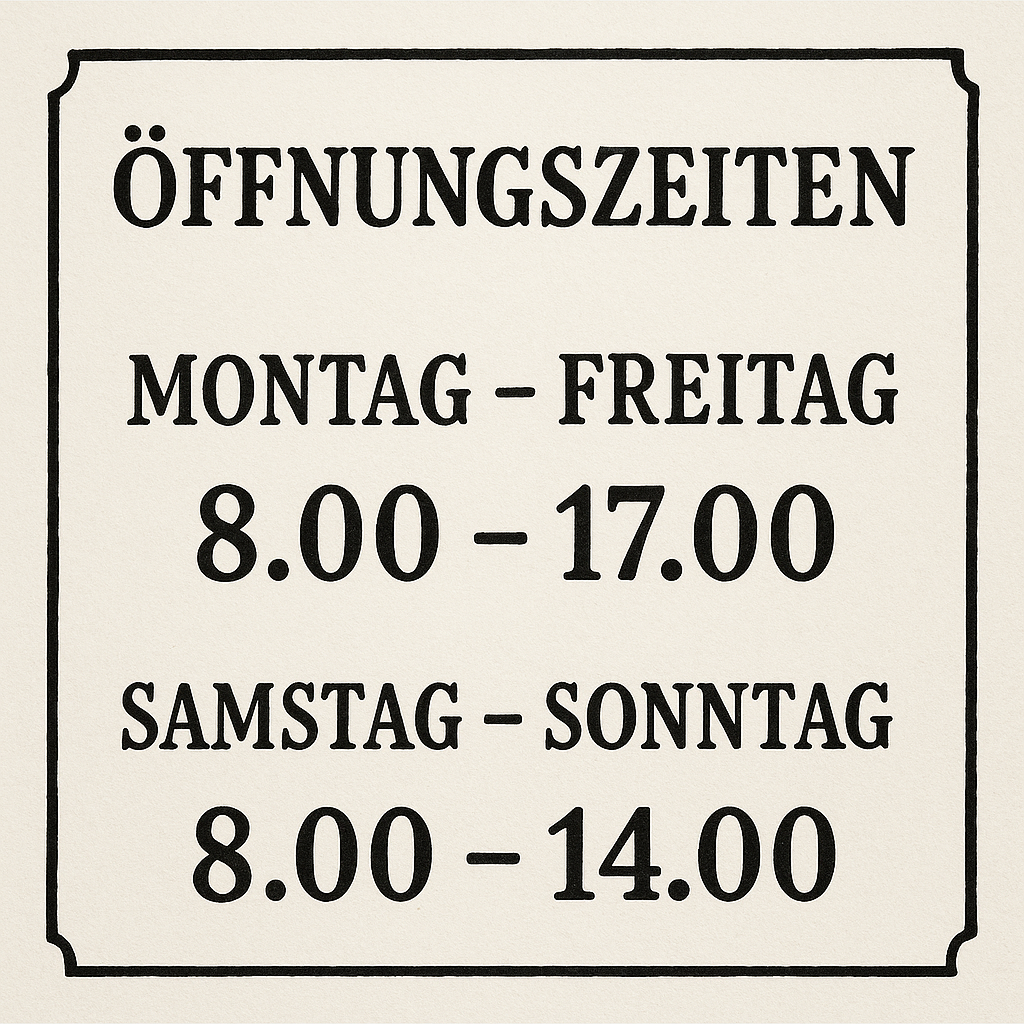 ÖFFNUNGSZEITEN
MONTAG – FREITAG
8.00 – 17.00
SAMSTAG – SONNTAG
8.00 – 14.00